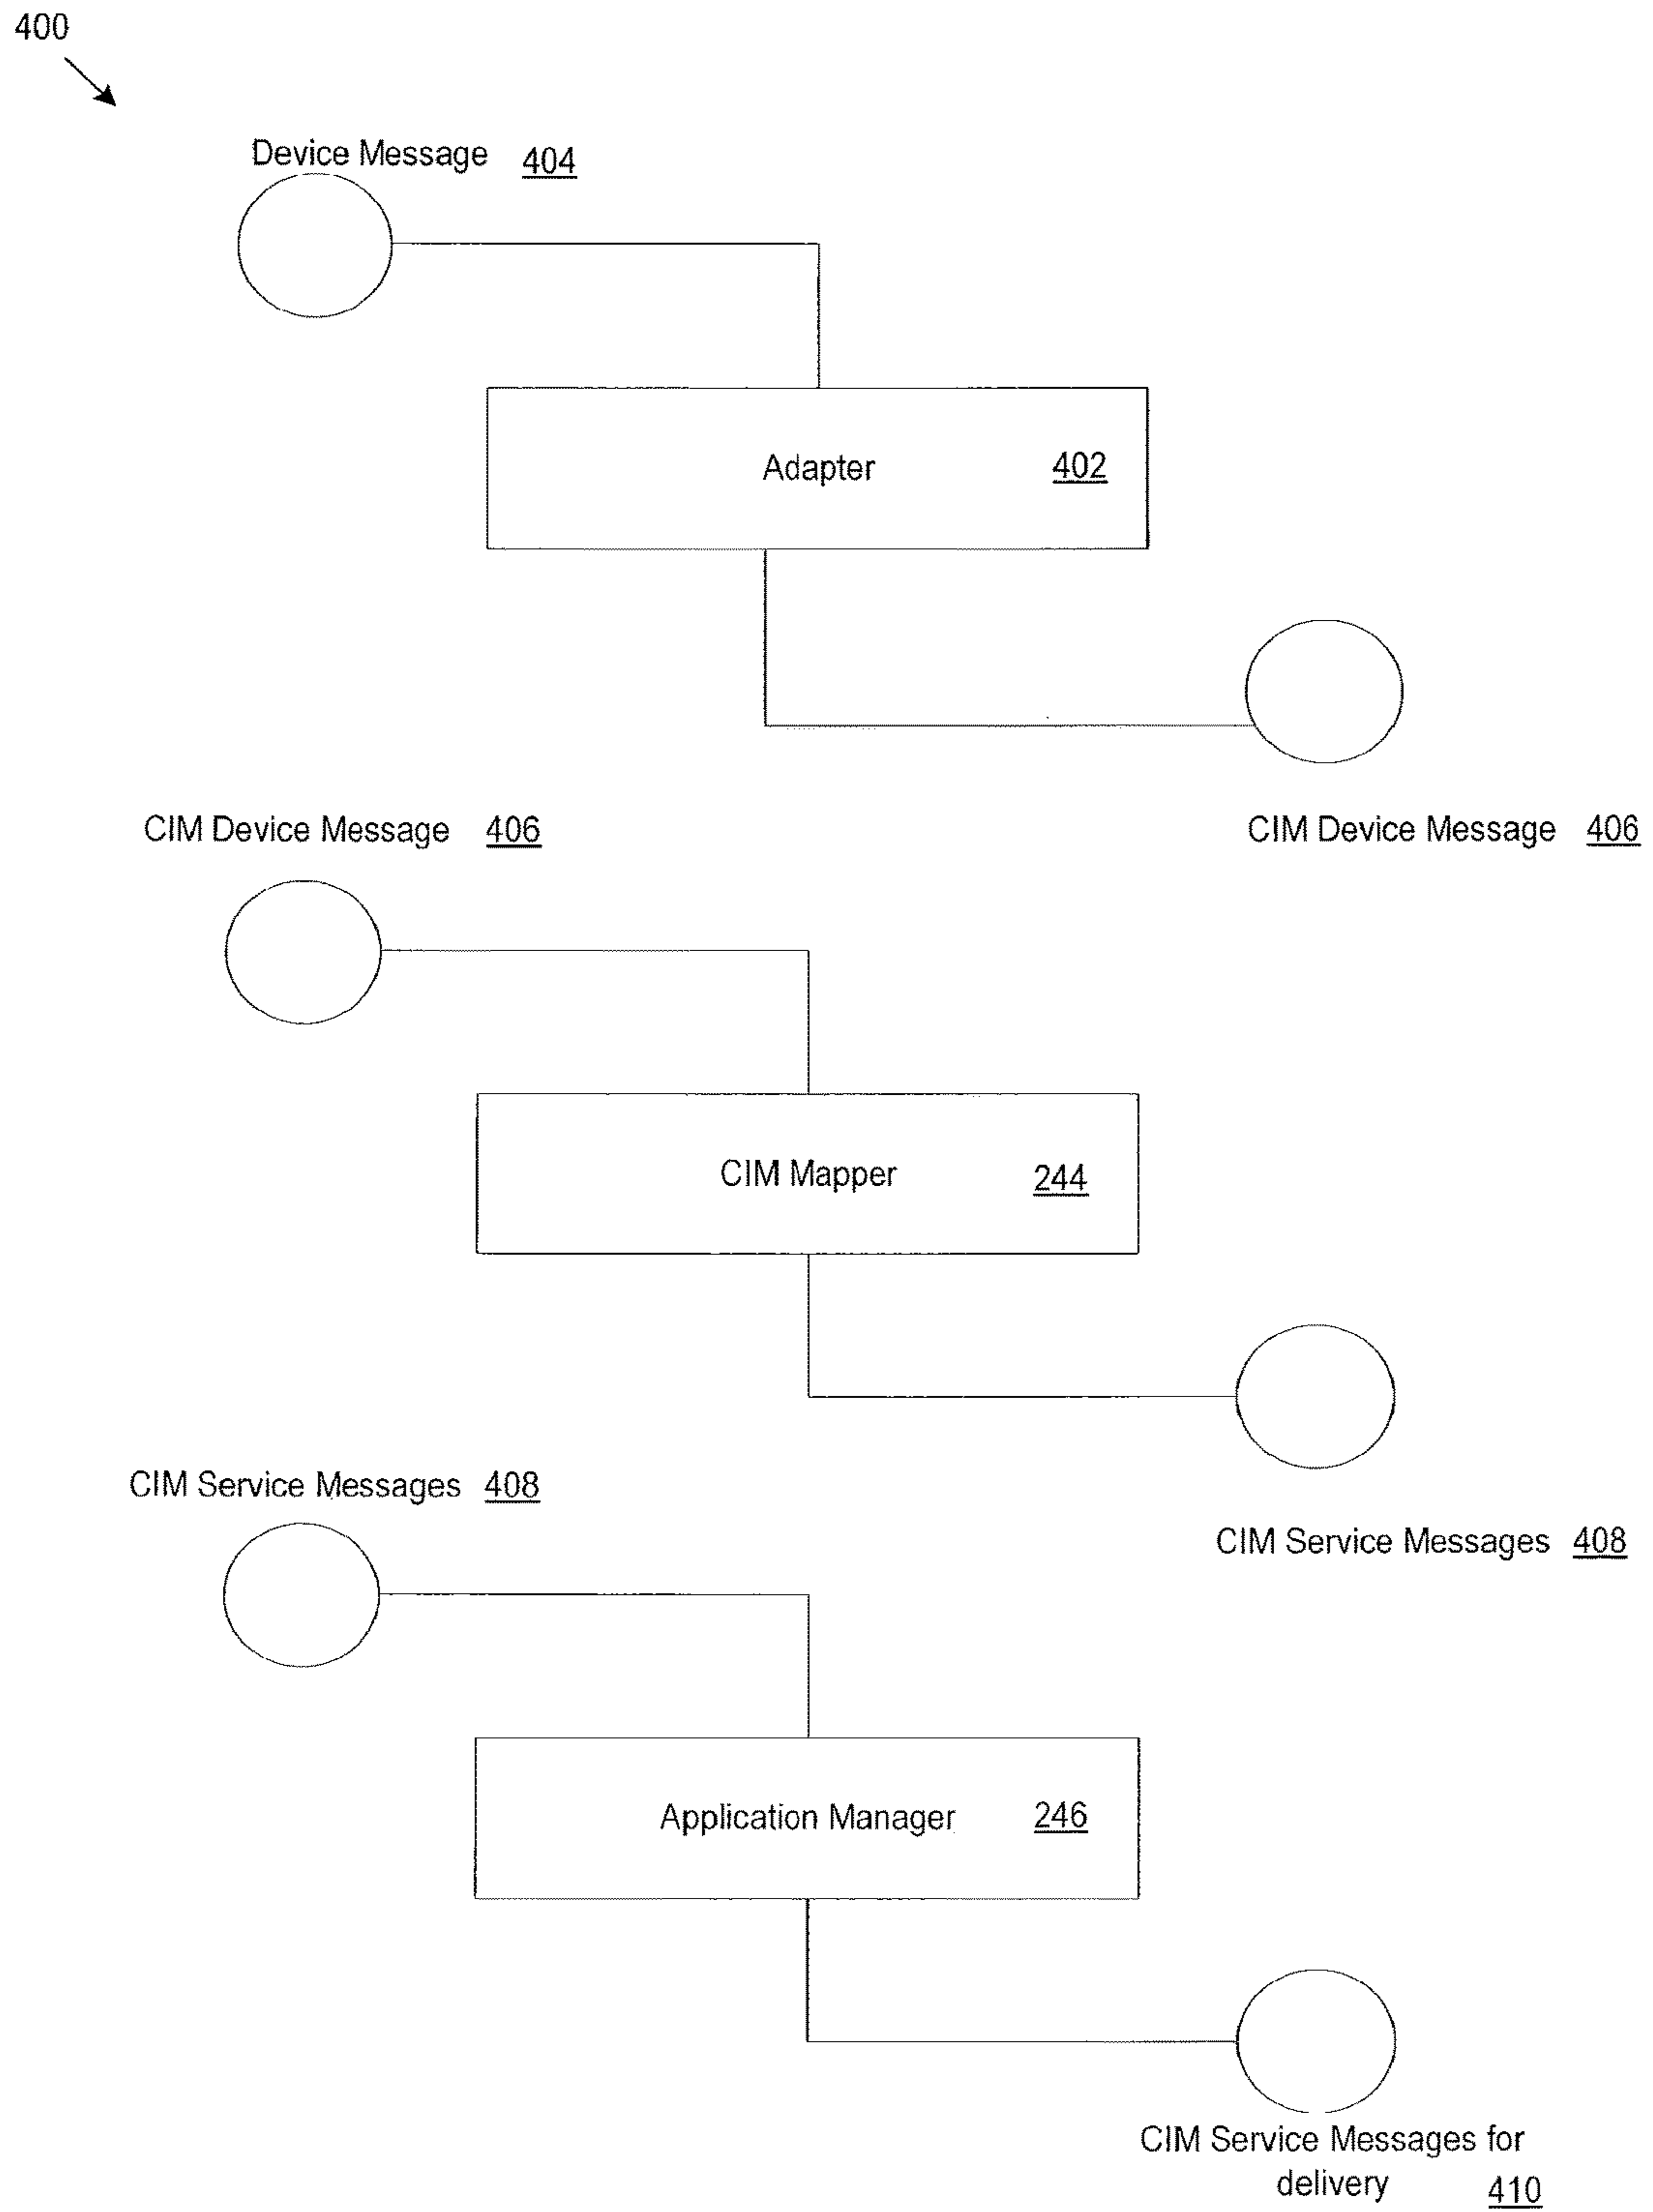 400
Device Message 404
Adapter 402
CIM Device Message 406
CIM Device Message 406
CIM Mapper 244
CIM Service Messages 408
CIM Service Messages 408
Application Manager 246
CIM Service Messages for
delivery 410